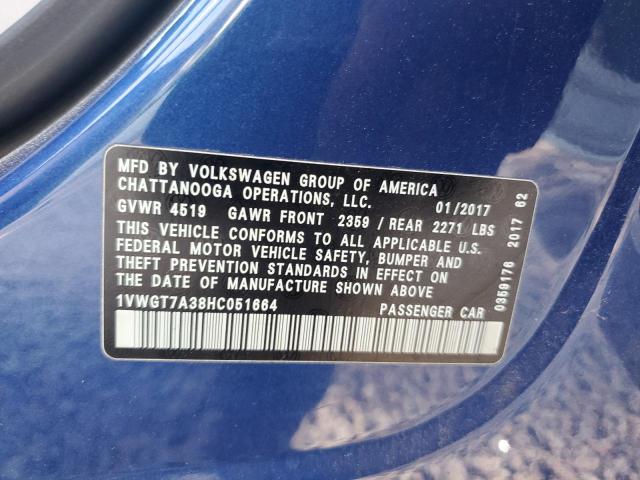 MFD BY VOLKSWAGEN GROUP OF AMERICA
CHATTANOOGA OPERATIONS, LLC. 01/2017
GVWR 4519 GAWR FRONT 2359 / REAR 2271 LBS
THIS VEHICLE CONFORMS TO ALL APPLICABLE U.S.
FEDERAL MOTOR VEHICLE SAFETY, BUMPER AND
THEFT PREVENTION STANDARDS IN EFFECT ON
THE DATE OF MANUFACTURE SHOWN ABOVE
1VWGT7A38HC051664 PASSENGER CAR
0359176 2017 62